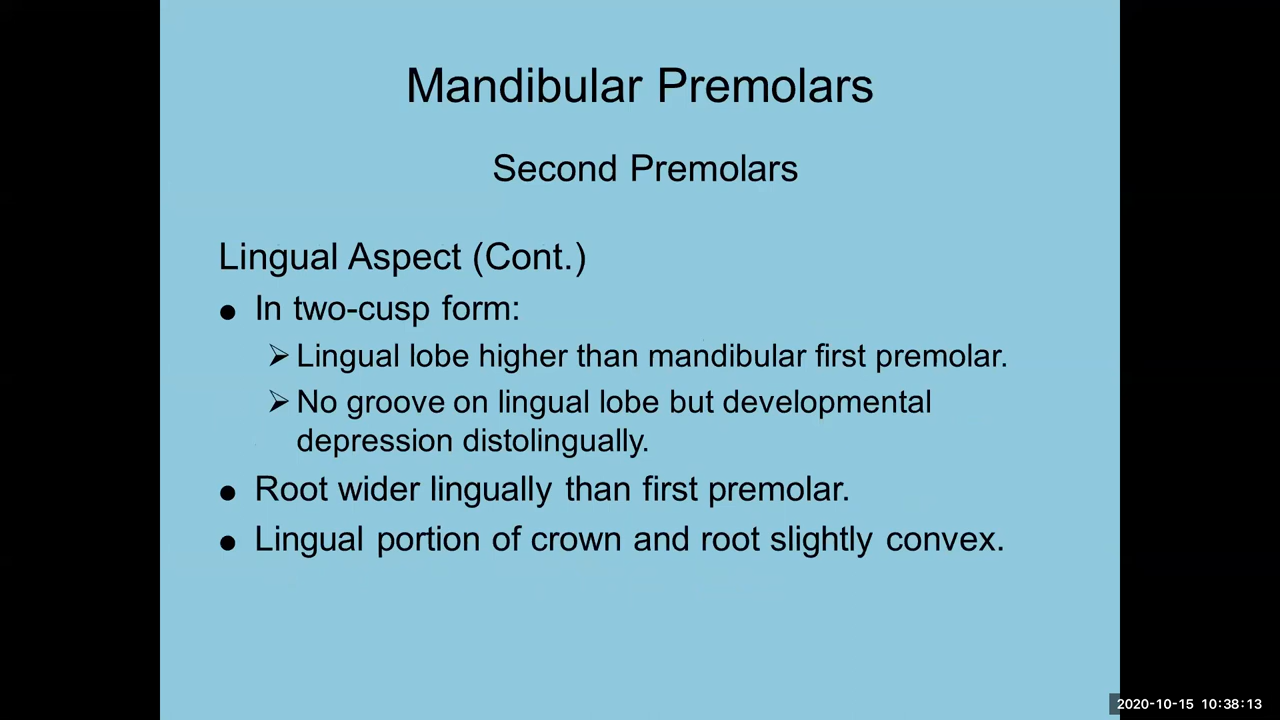 Mandibular Premolars
Second Premolars
Lingual Aspect (Cont.)
● In two-cusp form:
➢ Lingual lobe higher than mandibular first premolar.
➢ No groove on lingual lobe but developmental
depression distolingually.
● Root wider lingually than first premolar.
● Lingual portion of crown and root slightly convex.
2020-10-15 10:38:13